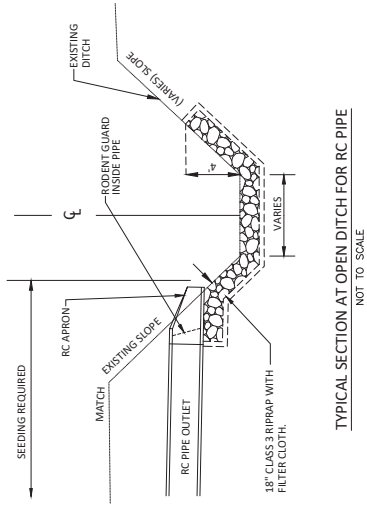 SEEDING REQUIRED
EXISTING
DITCH
(VARIES) SLOPE
RODENT GUARD
INSIDE PIPE
℄
RC APRON
MATCH
EXISTING SLOPE
RC PIPE OUTLET
4'
VARIES
18" CLASS 3 RIPRAP WITH
FILTER CLOTH.
TYPICAL SECTION AT OPEN DITCH FOR RC PIPE
NOT TO SCALE